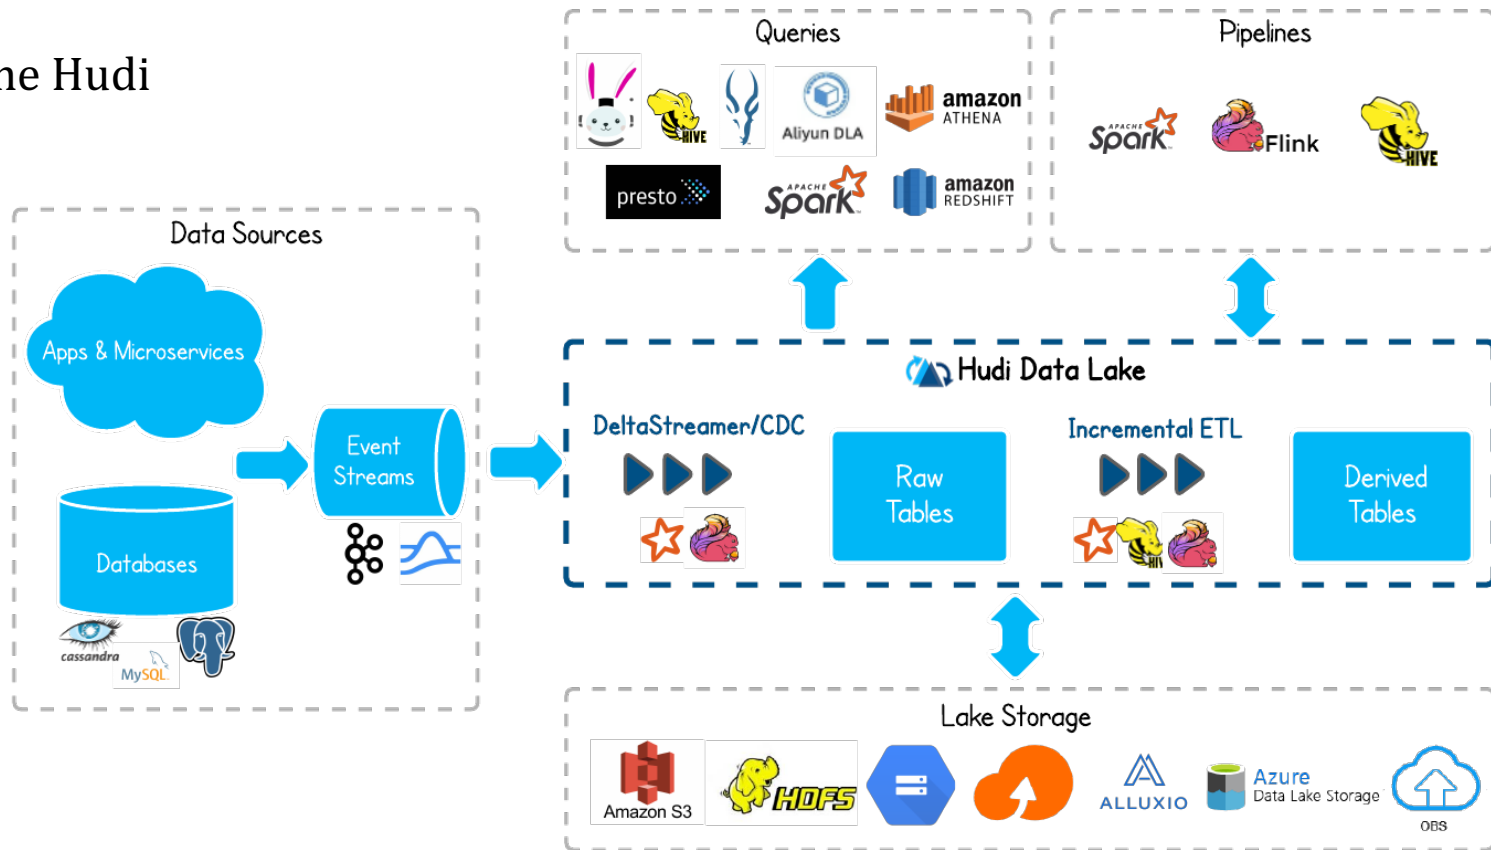 ne Hudi
Queries
HIVE
Aliyun DLA
amazon
ATHENA
presto
APACHE
Spark
amazon
REDSHIFT
Pipelines
APACHE
Spark
Flink
HIVE
Data Sources
Apps & Microservices
Event
Streams
Databases
cassandra
MySQL
Hudi Data Lake
DeltaStreamer/CDC
Raw
Tables
Incremental ETL
HIV
Derived
Tables
Lake Storage
Amazon S3
HDFS
ALLUXIO
Azure
Data Lake Storage
OBS